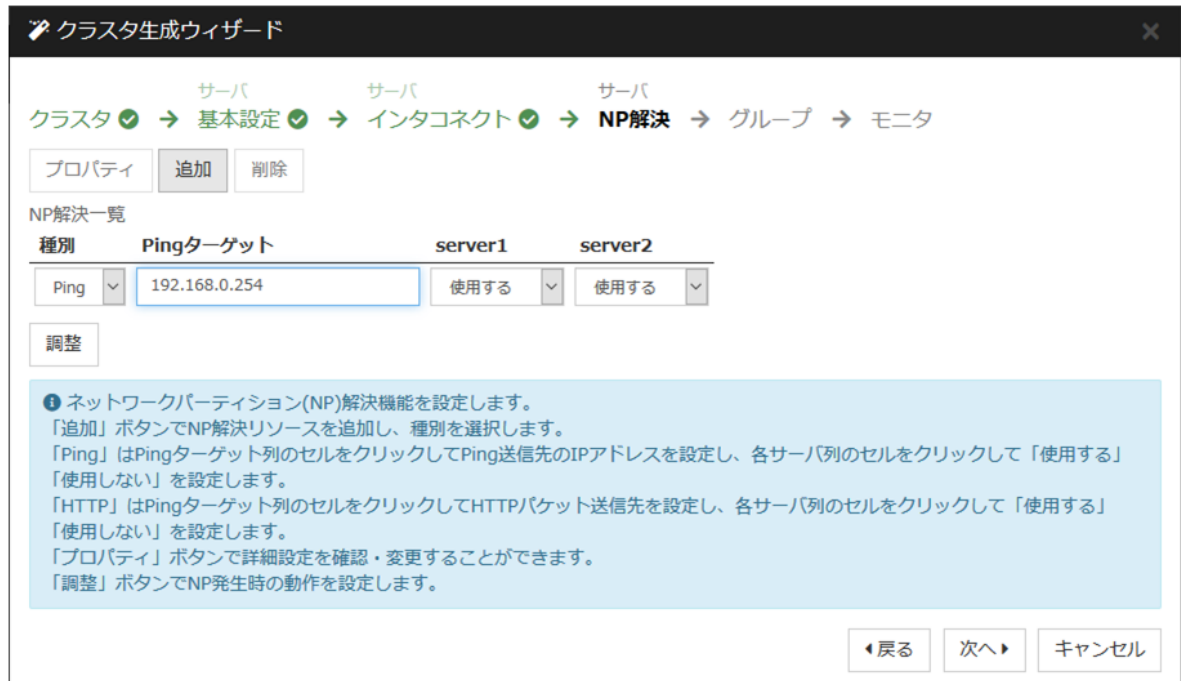 クラスタ生成ウィザード
サーバ サーバ サーバ
クラスタ → 基本設定 → インタコネクト → NP解決 → グループ → モニタ
プロパティ 追加 削除
NP解決一覧
種別 Pingターゲット server1 server2
Ping 192.168.0.254 使用する 使用する
調整
ネットワークパーティション(NP)解決機能を設定します。
「追加」ボタンでNP解決リソースを追加し、種別を選択します。
「Ping」はPingターゲット列のセルをクリックしてPing送信先のIPアドレスを設定し、各サーバ列のセルをクリックして「使用する」
「使用しない」を設定します。
「HTTP」はPingターゲット列のセルをクリックしてHTTPパケット送信先を設定し、各サーバ列のセルをクリックして「使用する」
「使用しない」を設定します。
「プロパティ」ボタンで詳細設定を確認・変更することができます。
「調整」ボタンでNP発生時の動作を設定します。
戻る 次へ キャンセル